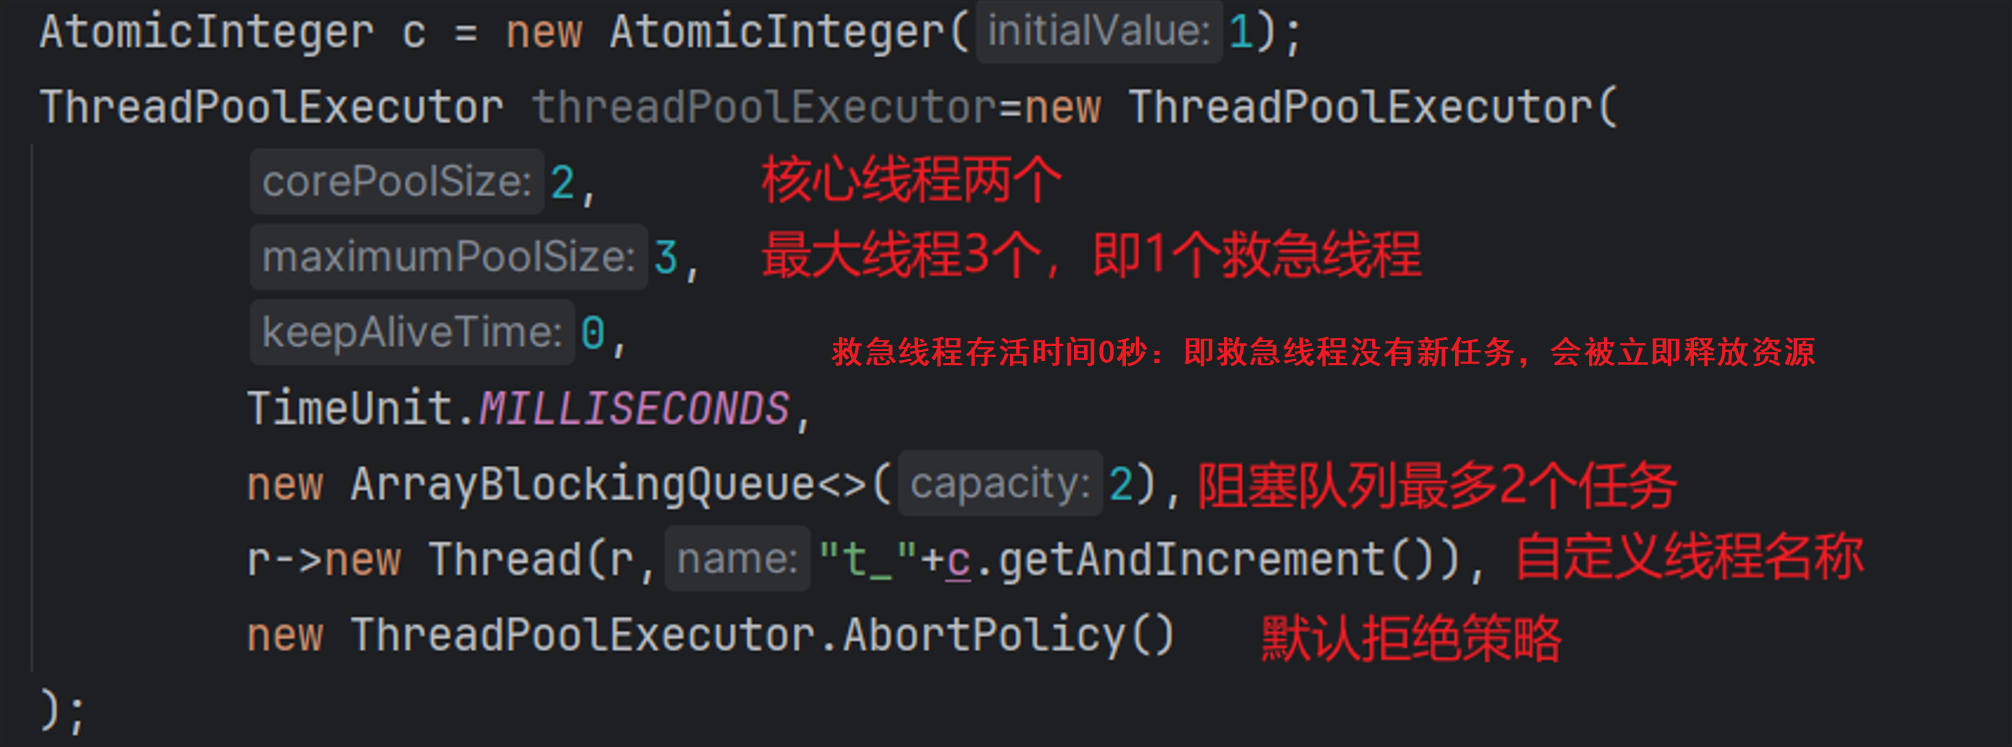 AtomicInteger c = new AtomicInteger( initialValue: 1);
ThreadPoolExecutor threadPoolExecutor=new ThreadPoolExecutor(
corePoolSize: 2, 核心线程两个
maximumPoolSize: 3, 最大线程3个，即1个救急线程
keepAliveTime: 0,
救急线程存活时间0秒：即救急线程没有新任务，会被立即释放资源
TimeUnit.MILLISECONDS,
new ArrayBlockingQueue<>( capacity: 2), 阻塞队列最多2个任务
r->new Thread(r, name: "t_"+c.getAndIncrement()), 自定义线程名称
new ThreadPoolExecutor.AbortPolicy() 默认拒绝策略
);